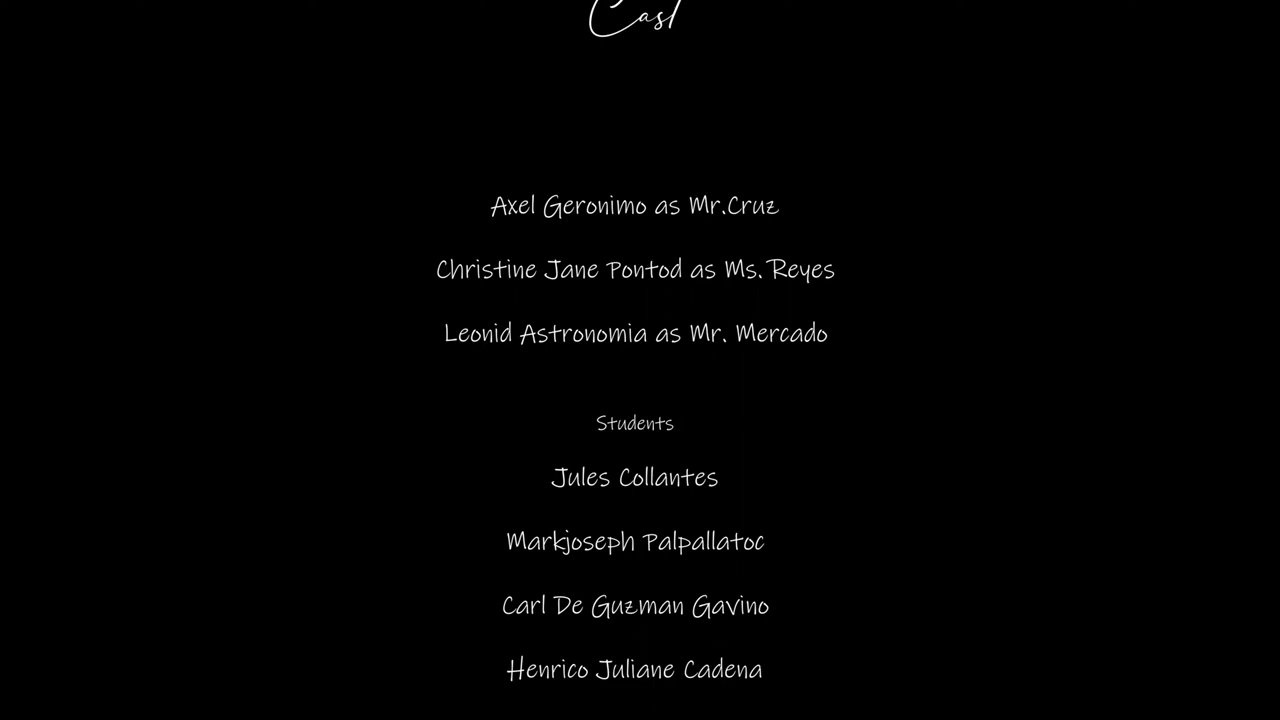 Cast
Axel Geronimo as Mr.Cruz
Christine Jane Pontod as Ms. Reyes
Leonid Astronomia as Mr. Mercado
Students
Jules Collantes
Markjoseph Palpallatoc
Carl De Guzman Gavino
Henrico Juliane Cadena